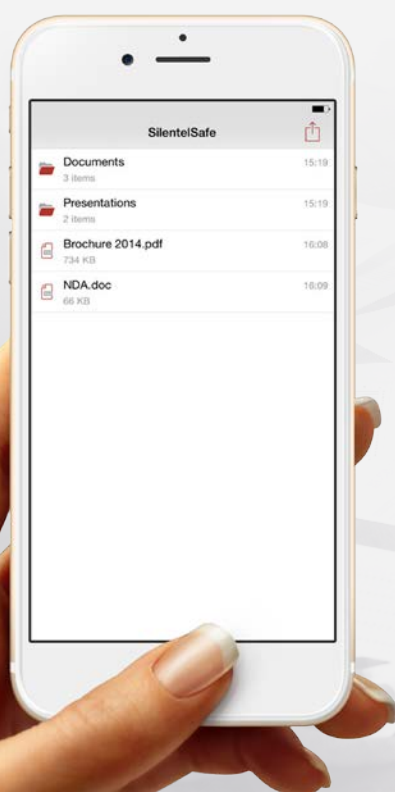 SilentelSafe
Documents
15:19
3 items
Presentations
15:19
2 items
Brochure 2014.pdf
16:08
734 KB
NDA.doc
16:09
66 KB